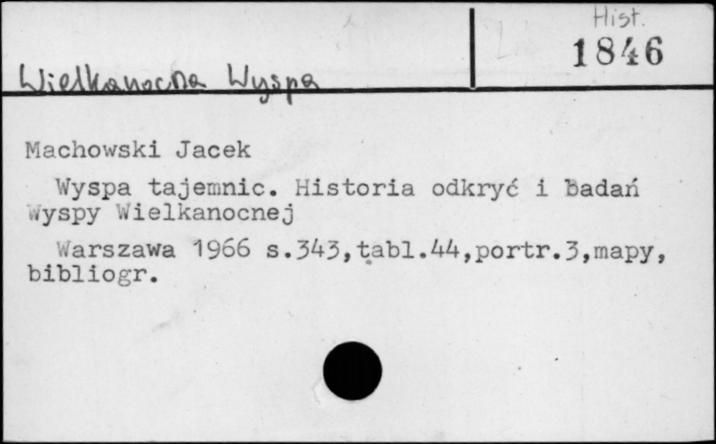 Hist.
1846
Wielkanocna Wyspa
Machowski Jacek
Wyspa tajemnic. Historia odkryć i badań
Wyspy Wielkanocnej
Warszawa 1966 s.343,tabl.44,portr.3,mapy,
bibliogr.